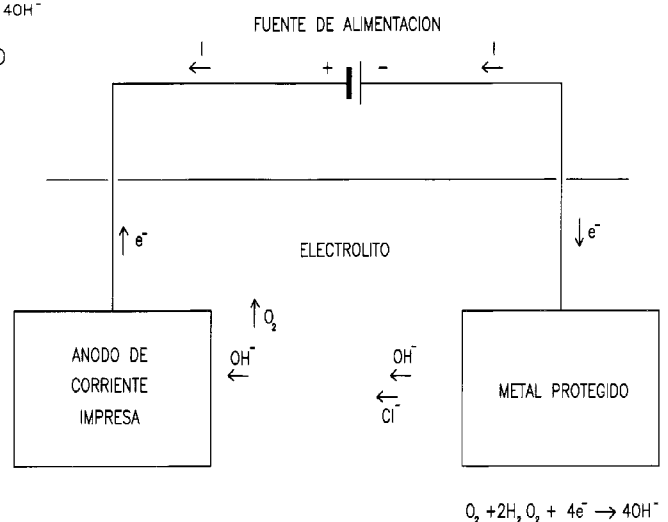 4OH⁻
)
FUENTE DE ALIMENTACION
I
+ -
I
e⁻
ELECTROLITO
e⁻
O₂
ANODO DE
CORRIENTE
IMPRESA
OH⁻
OH⁻
Cl⁻
METAL PROTEGIDO
O₂ +2H₂ O₂ + 4e⁻ → 4OH⁻